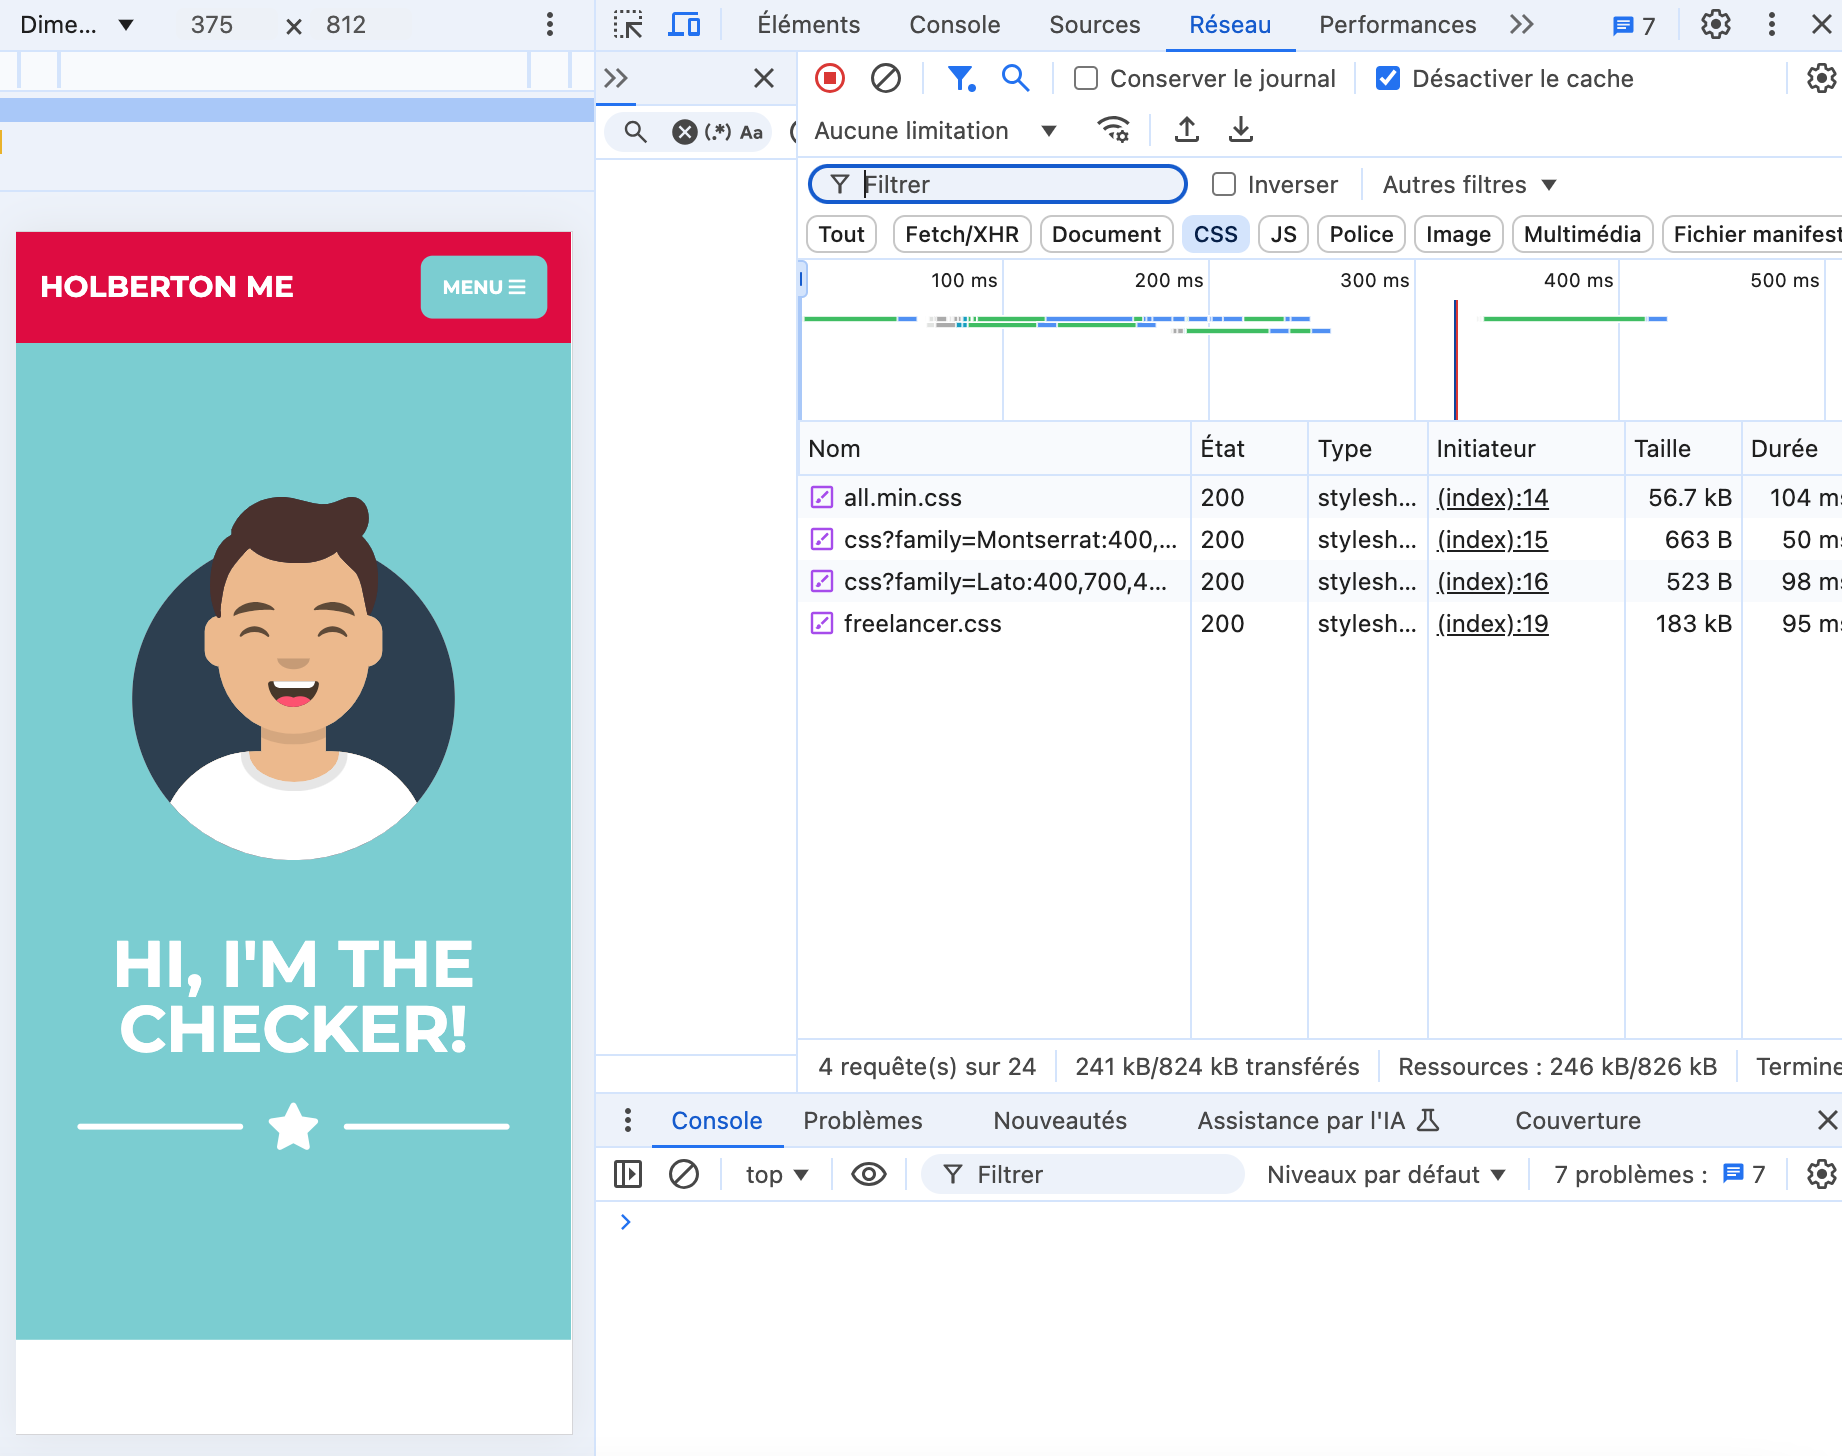 Dime... 375 × 812
Éléments Console Sources Réseau Performances 7
Conserver le journal Désactiver le cache
(.*) Aa
Aucune limitation
Filtrer Inverser Autres filtres
Tout Fetch/XHR Document CSS JS Police Image Multimédia Fichier manifest
100 ms 200 ms 300 ms 400 ms 500 ms
Nom État Type Initiateur Taille Durée
all.min.css 200 stylesh... (index):14 56.7 kB 104 ms
css?family=Montserrat:400,... 200 stylesh... (index):15 663 B 50 ms
css?family=Lato:400,700,4... 200 stylesh... (index):16 523 B 98 ms
freelancer.css 200 stylesh... (index):19 183 kB 95 ms
4 requête(s) sur 24 241 kB/824 kB transférés Ressources : 246 kB/826 kB Termine
Console Problèmes Nouveautés Assistance par l'IA Couverture
top Filtrer Niveaux par défaut 7 problèmes : 7
HOLBERTON ME MENU
HI, I'M THE
CHECKER!